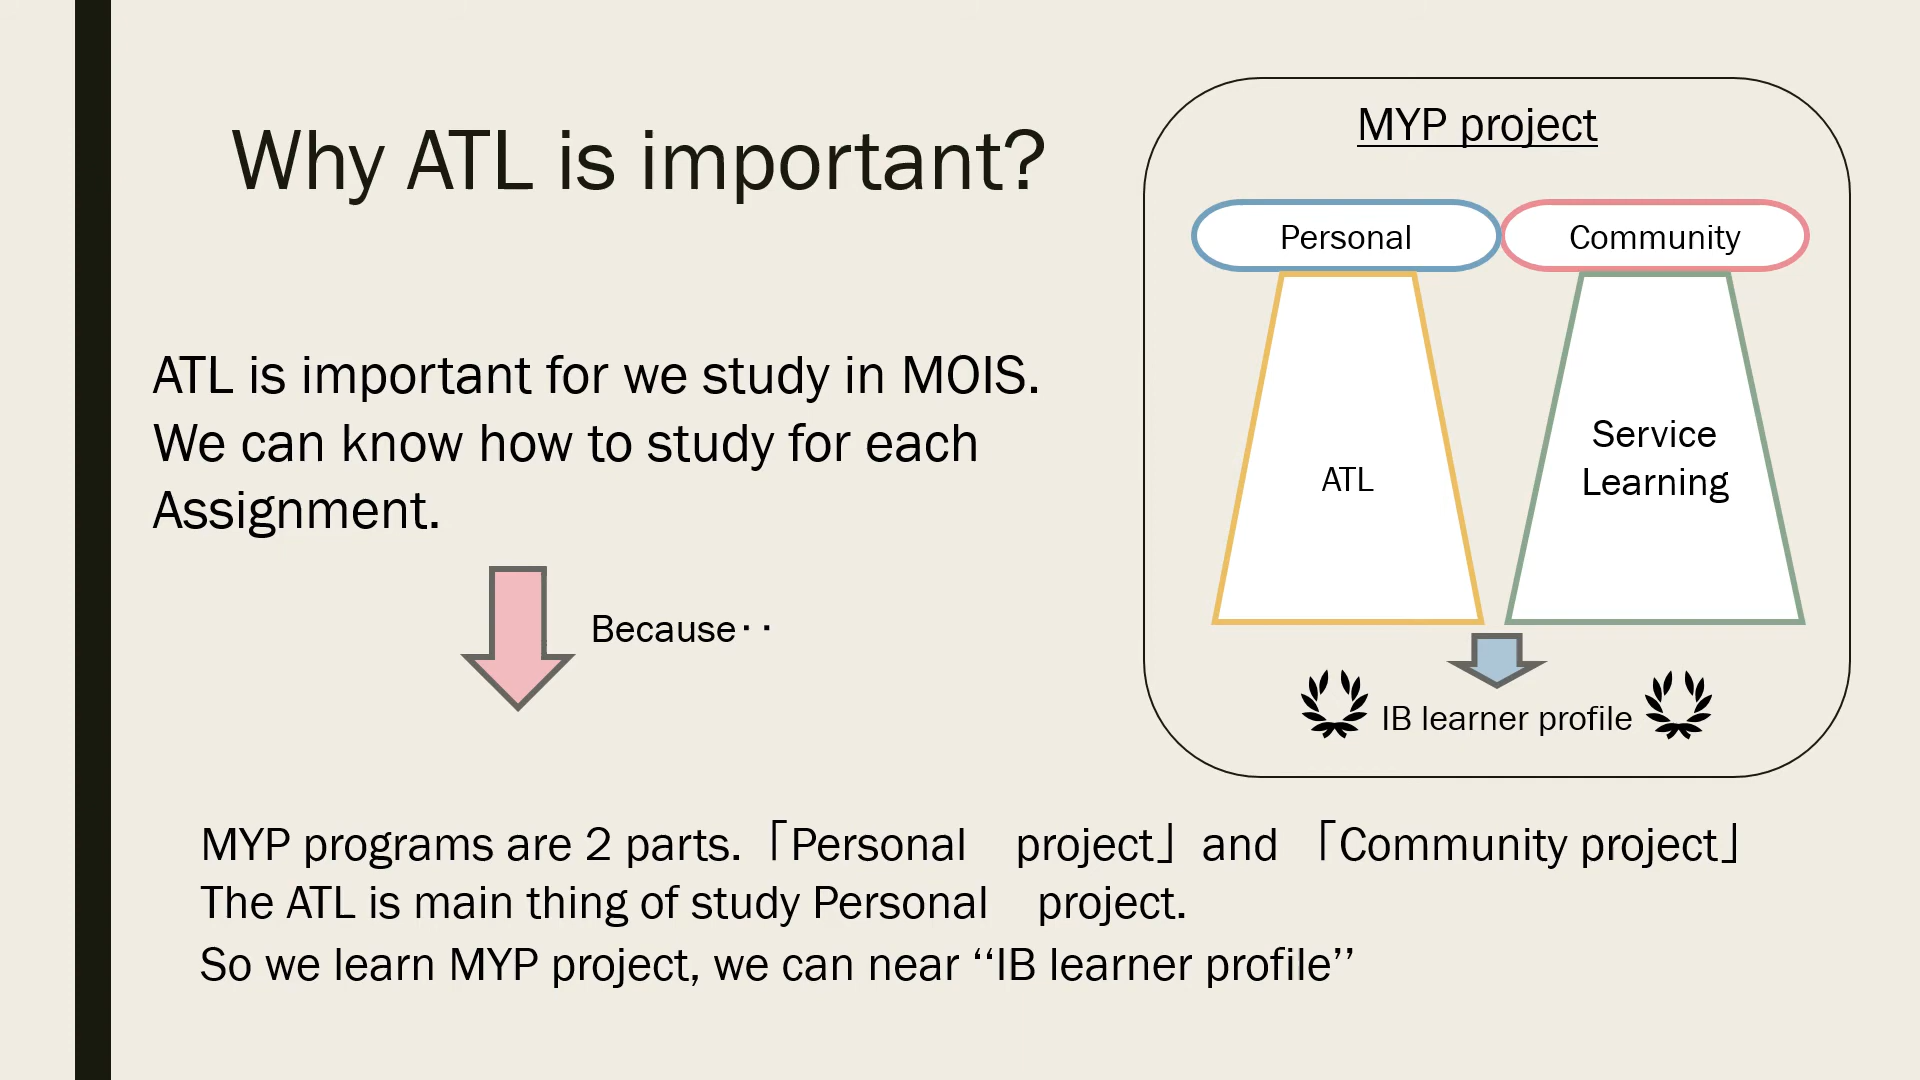 Why ATL is important?
ATL is important for we study in MOIS.
We can know how to study for each
Assignment.
Because‥
MYP project
Personal
Community
ATL
Service
Learning
IB learner profile
MYP programs are 2 parts.「Personal　project」and 「Community project」
The ATL is main thing of study Personal　project.
So we learn MYP project, we can near “IB learner profile”